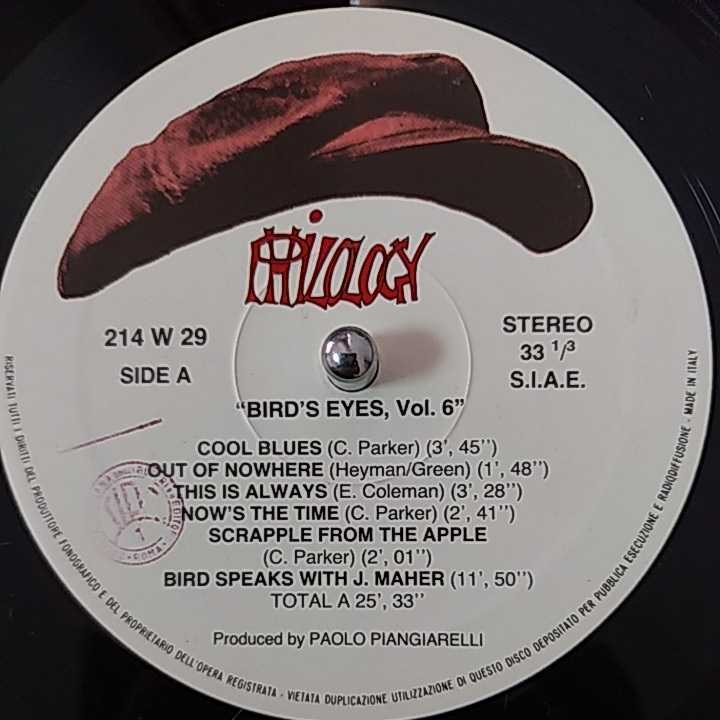 PHiLOLOGY
214 W 29
SIDE A
STEREO
33 1/3
S.I.A.E.
"BIRD'S EYES, Vol. 6"
COOL BLUES (C. Parker) (3', 45'')
OUT OF NOWHERE (Heyman/Green) (1', 48'')
THIS IS ALWAYS (E. Coleman) (3', 28'')
NOW'S THE TIME (C. Parker) (2', 41'')
SCRAPPLE FROM THE APPLE
(C. Parker) (2', 01'')
BIRD SPEAKS WITH J. MAHER (11', 50'')
TOTAL A 25', 33''
Produced by PAOLO PIANGIARELLI
RISERVATI TUTTI I DIRITTI DEL PRODUTTORE FONOGRAFICO E DEL PROPRIETARIO DELL'OPERA REGISTRATA - VIETATA DUPLICAZIONE UTILIZZAZIONE DI QUESTO DISCO DEPOSITATO PER PUBBLICA ESECUZIONE E RADIODIFFUSIONE - MADE IN ITALY
EDITORI
ROMA